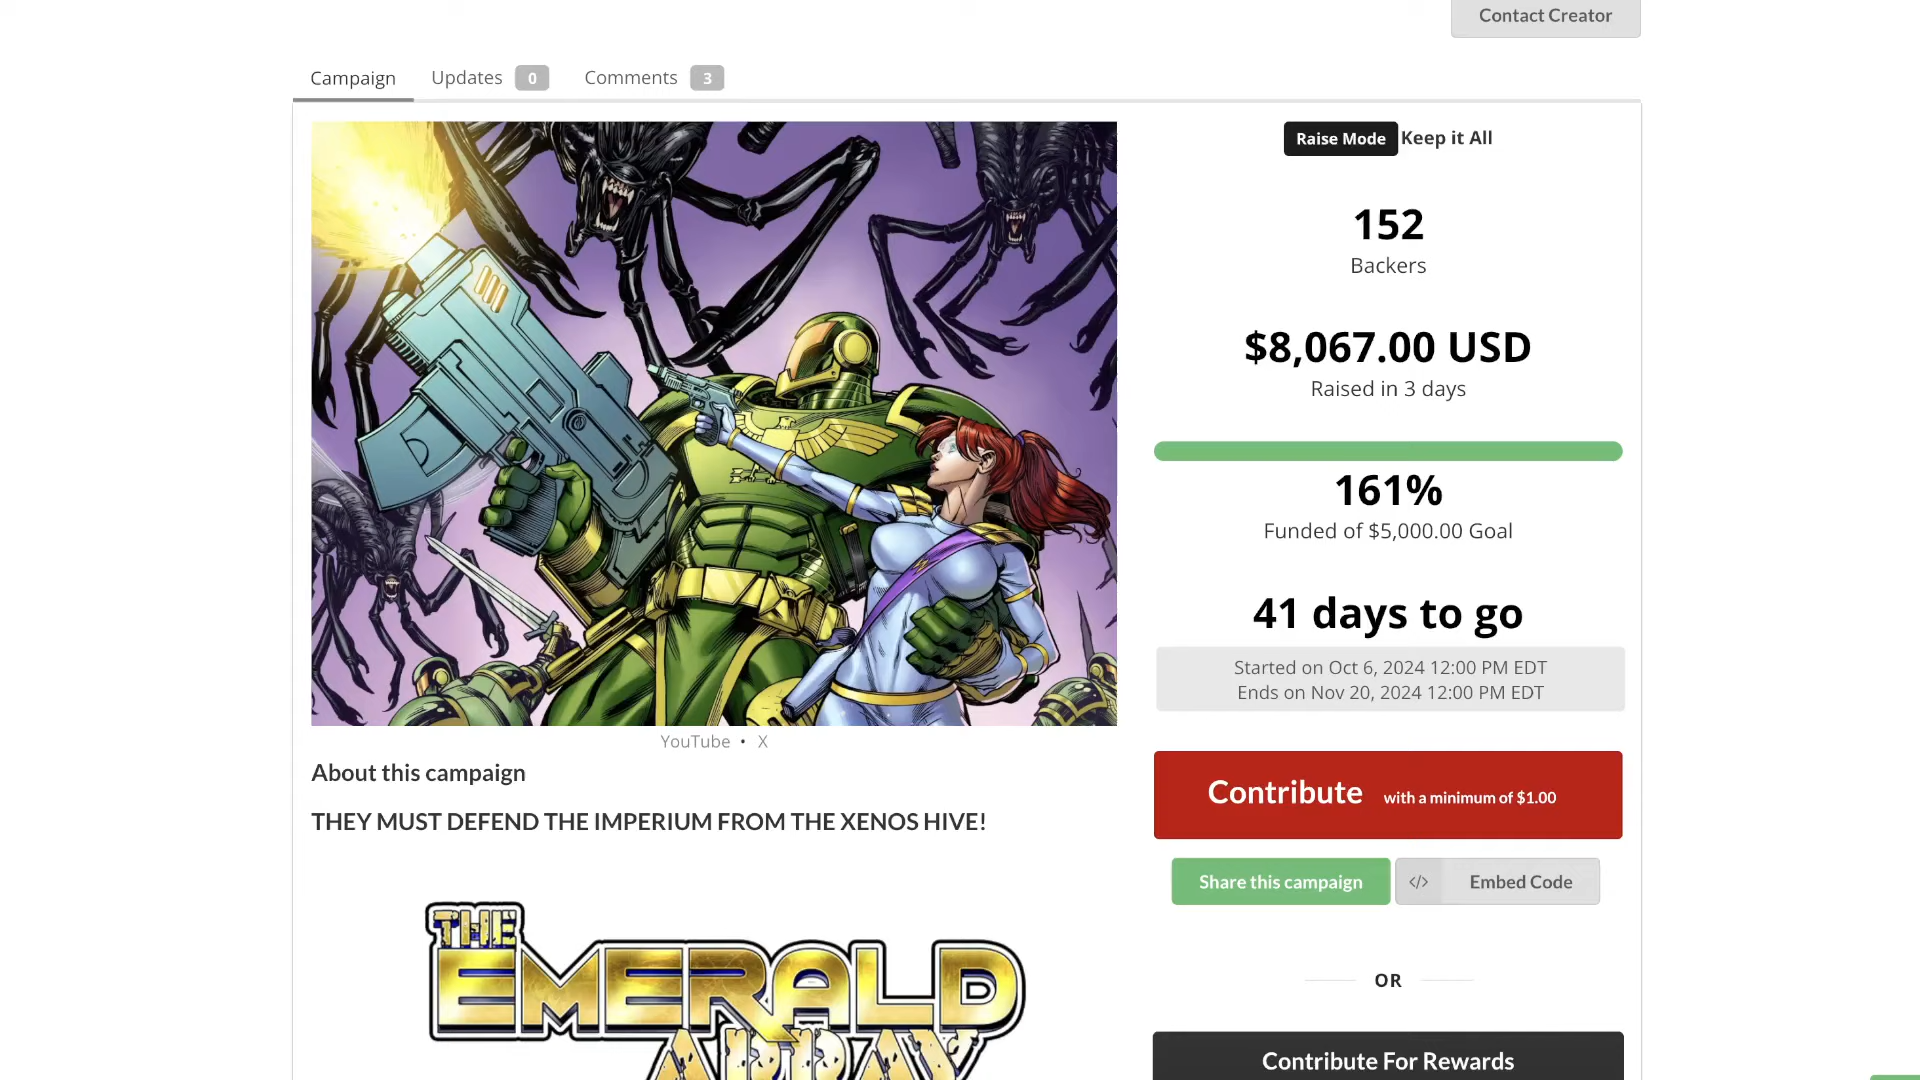 Contact Creator
Campaign
Updates 0
Comments 3
Raise Mode Keep it All
152
Backers
$8,067.00 USD
Raised in 3 days
161%
Funded of $5,000.00 Goal
41 days to go
Started on Oct 6, 2024 12:00 PM EDT
Ends on Nov 20, 2024 12:00 PM EDT
YouTube • X
About this campaign
THEY MUST DEFEND THE IMPERIUM FROM THE XENOS HIVE!
THE
EMERALD
ARRAY
Contribute with a minimum of $1.00
Share this campaign
</> Embed Code
OR
Contribute For Rewards